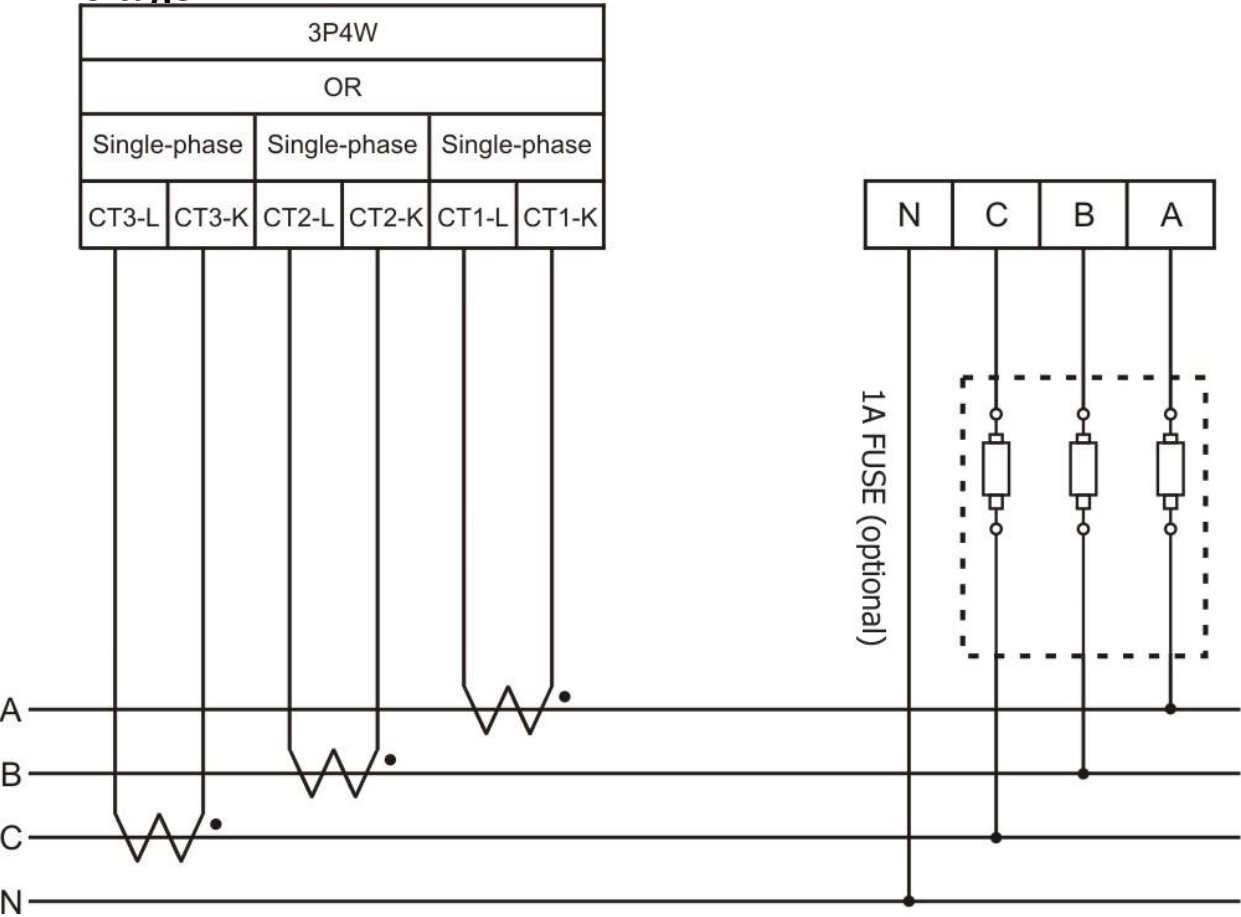 3P4W
OR
Single-phase Single-phase Single-phase
CT3-L CT3-K CT2-L CT2-K CT1-L CT1-K
N C B A
1A FUSE (optional)
A
B
C
N